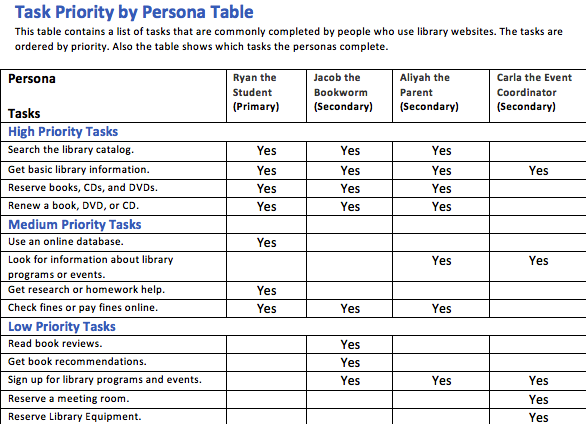 Task Priority by Persona Table
This table contains a list of tasks that are commonly completed by people who use library websites. The tasks are
ordered by priority. Also the table shows which tasks the personas complete.
Persona
Tasks
Ryan the
Student
(Primary)
Jacob the
Bookworm
(Secondary)
Aliyah the
Parent
(Secondary)
Carla the Event
Coordinator
(Secondary)
High Priority Tasks
Search the library catalog. Yes Yes Yes
Get basic library information. Yes Yes Yes Yes
Reserve books, CDs, and DVDs. Yes Yes Yes
Renew a book, DVD, or CD. Yes Yes Yes
Medium Priority Tasks
Use an online database. Yes
Look for information about library Yes Yes
programs or events.
Get research or homework help. Yes
Check fines or pay fines online. Yes Yes Yes
Low Priority Tasks
Read book reviews. Yes
Get book recommendations. Yes
Sign up for library programs and events. Yes Yes Yes
Reserve a meeting room. Yes
Reserve Library Equipment. Yes